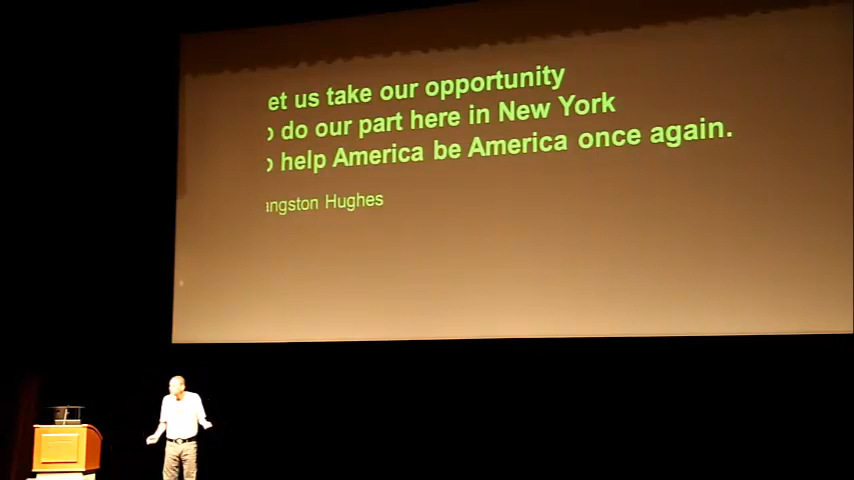 et us take our opportunity
o do our part here in New York
o help America be America once again.
angston Hughes